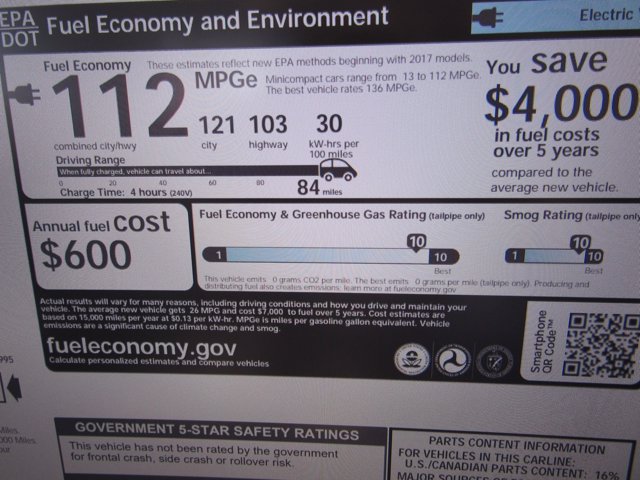 EPA
DOT
Fuel Economy and Environment
Electric
Fuel Economy
These estimates reflect new EPA methods beginning with 2017 models.
112 MPGe
Minicompact cars range from 13 to 112 MPGe.
The best vehicle rates 136 MPGe.
121 103 30
combined city/hwy city highway kW-hrs per
100 miles
Driving Range
When fully charged, vehicle can travel about...
0 20 40 60 80 84 miles
Charge Time: 4 hours (240V)
You save
$4,000
in fuel costs
over 5 years
compared to the
average new vehicle.
Annual fuel cost
$600
Fuel Economy & Greenhouse Gas Rating (tailpipe only)
10
1 10
Best
Smog Rating (tailpipe only
10
1 10
Best
This vehicle emits 0 grams CO2 per mile. The best emits 0 grams per mile (tailpipe only). Producing and
distributing fuel also creates emissions; learn more at fueleconomy.gov
Actual results will vary for many reasons, including driving conditions and how you drive and maintain your
vehicle. The average new vehicle gets 26 MPG and cost $7,000 to fuel over 5 years. Cost estimates are
based on 15,000 miles per year at $0.13 per kW-hr. MPGe is miles per gasoline gallon equivalent. Vehicle
emissions are a significant cause of climate change and smog.
fueleconomy.gov
Calculate personalized estimates and compare vehicles
Smartphone
QR Code™
995
Miles.
000 Miles.
our
GOVERNMENT 5-STAR SAFETY RATINGS
This vehicle has not been rated by the government
for frontal crash, side crash or rollover risk.
PARTS CONTENT INFORMATION
FOR VEHICLES IN THIS CARLINE:
U.S./CANADIAN PARTS CONTENT: 16%
MAJOR SOURCES OF